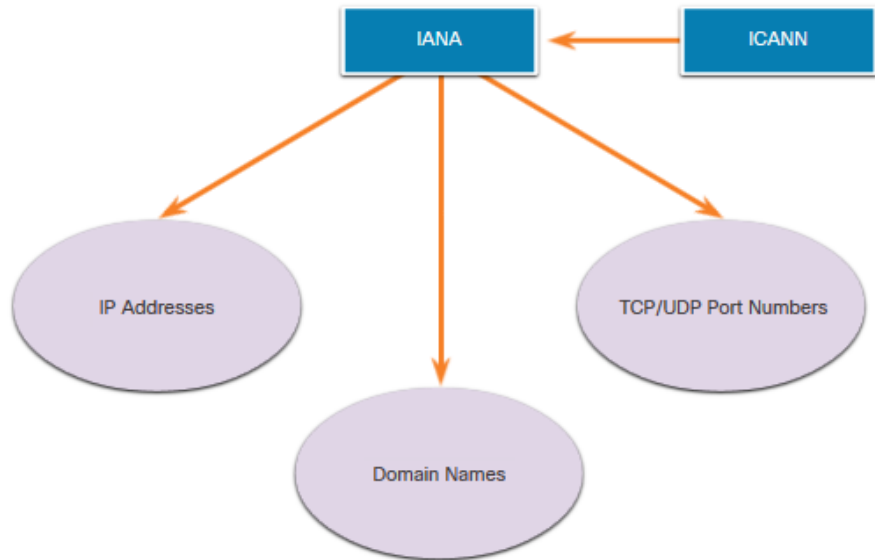 IANA
ICANN
IP Addresses
TCP/UDP Port Numbers
Domain Names